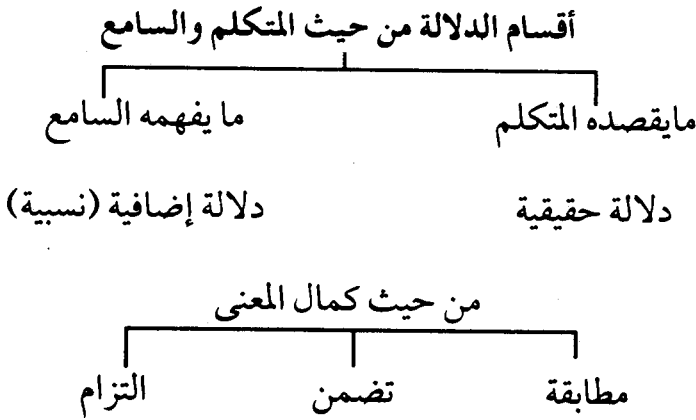 أقسام الدلالة من حيث المتكلم والسامع
مايقصده المتكلم ما يفهمه السامع
دلالة حقيقية دلالة إضافية (نسبية)
من حيث كمال المعنى
مطابقة تضمن التزام